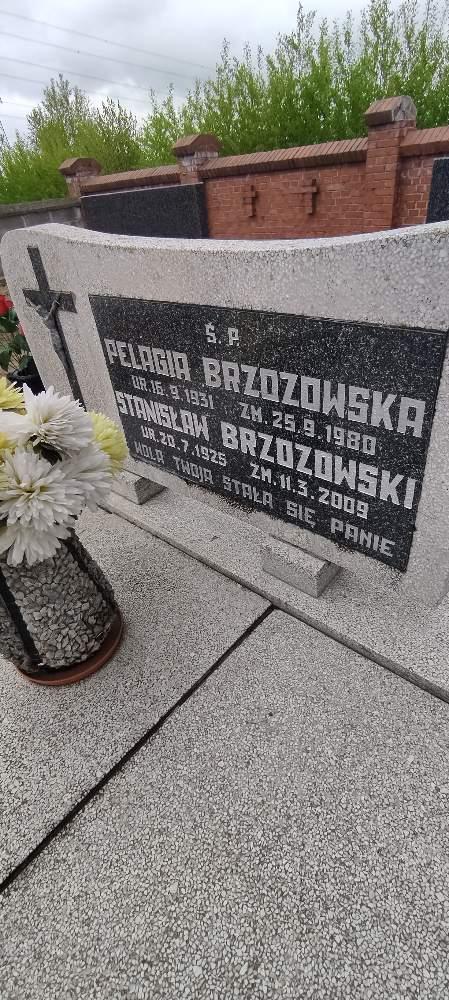 Ś. P.
PELAGIA BRZOZOWSKA
UR.15.9.1931 ZM.25.9.1980
STANISŁAW BRZOZOWSKI
UR.20.7.1925 ZM.11.3.2009
WOLA TWOJA STAŁA SIĘ PANIE